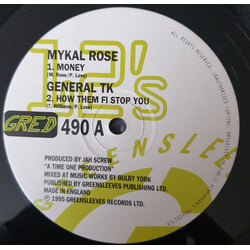 12's
MYKAL ROSE
1. MONEY
(M. Rose/P. Love)
GENERAL TK
2. HOW THEM FI STOP YOU
(T. Williams/P. Love)
GRED 490 A
ENSLEE
PRODUCED BY JAH SCREW.
"A TIME ONE PRODUCTION"
MIXED AT MUSIC WORKS BY BULBY YORK
PUBLISHED BY GREENSLEEVES PUBLISHING LTD.
MADE IN ENGLAND
℗ 1995 GREENSLEEVES RECORDS LTD.
ALL RIGHTS RESERVED.